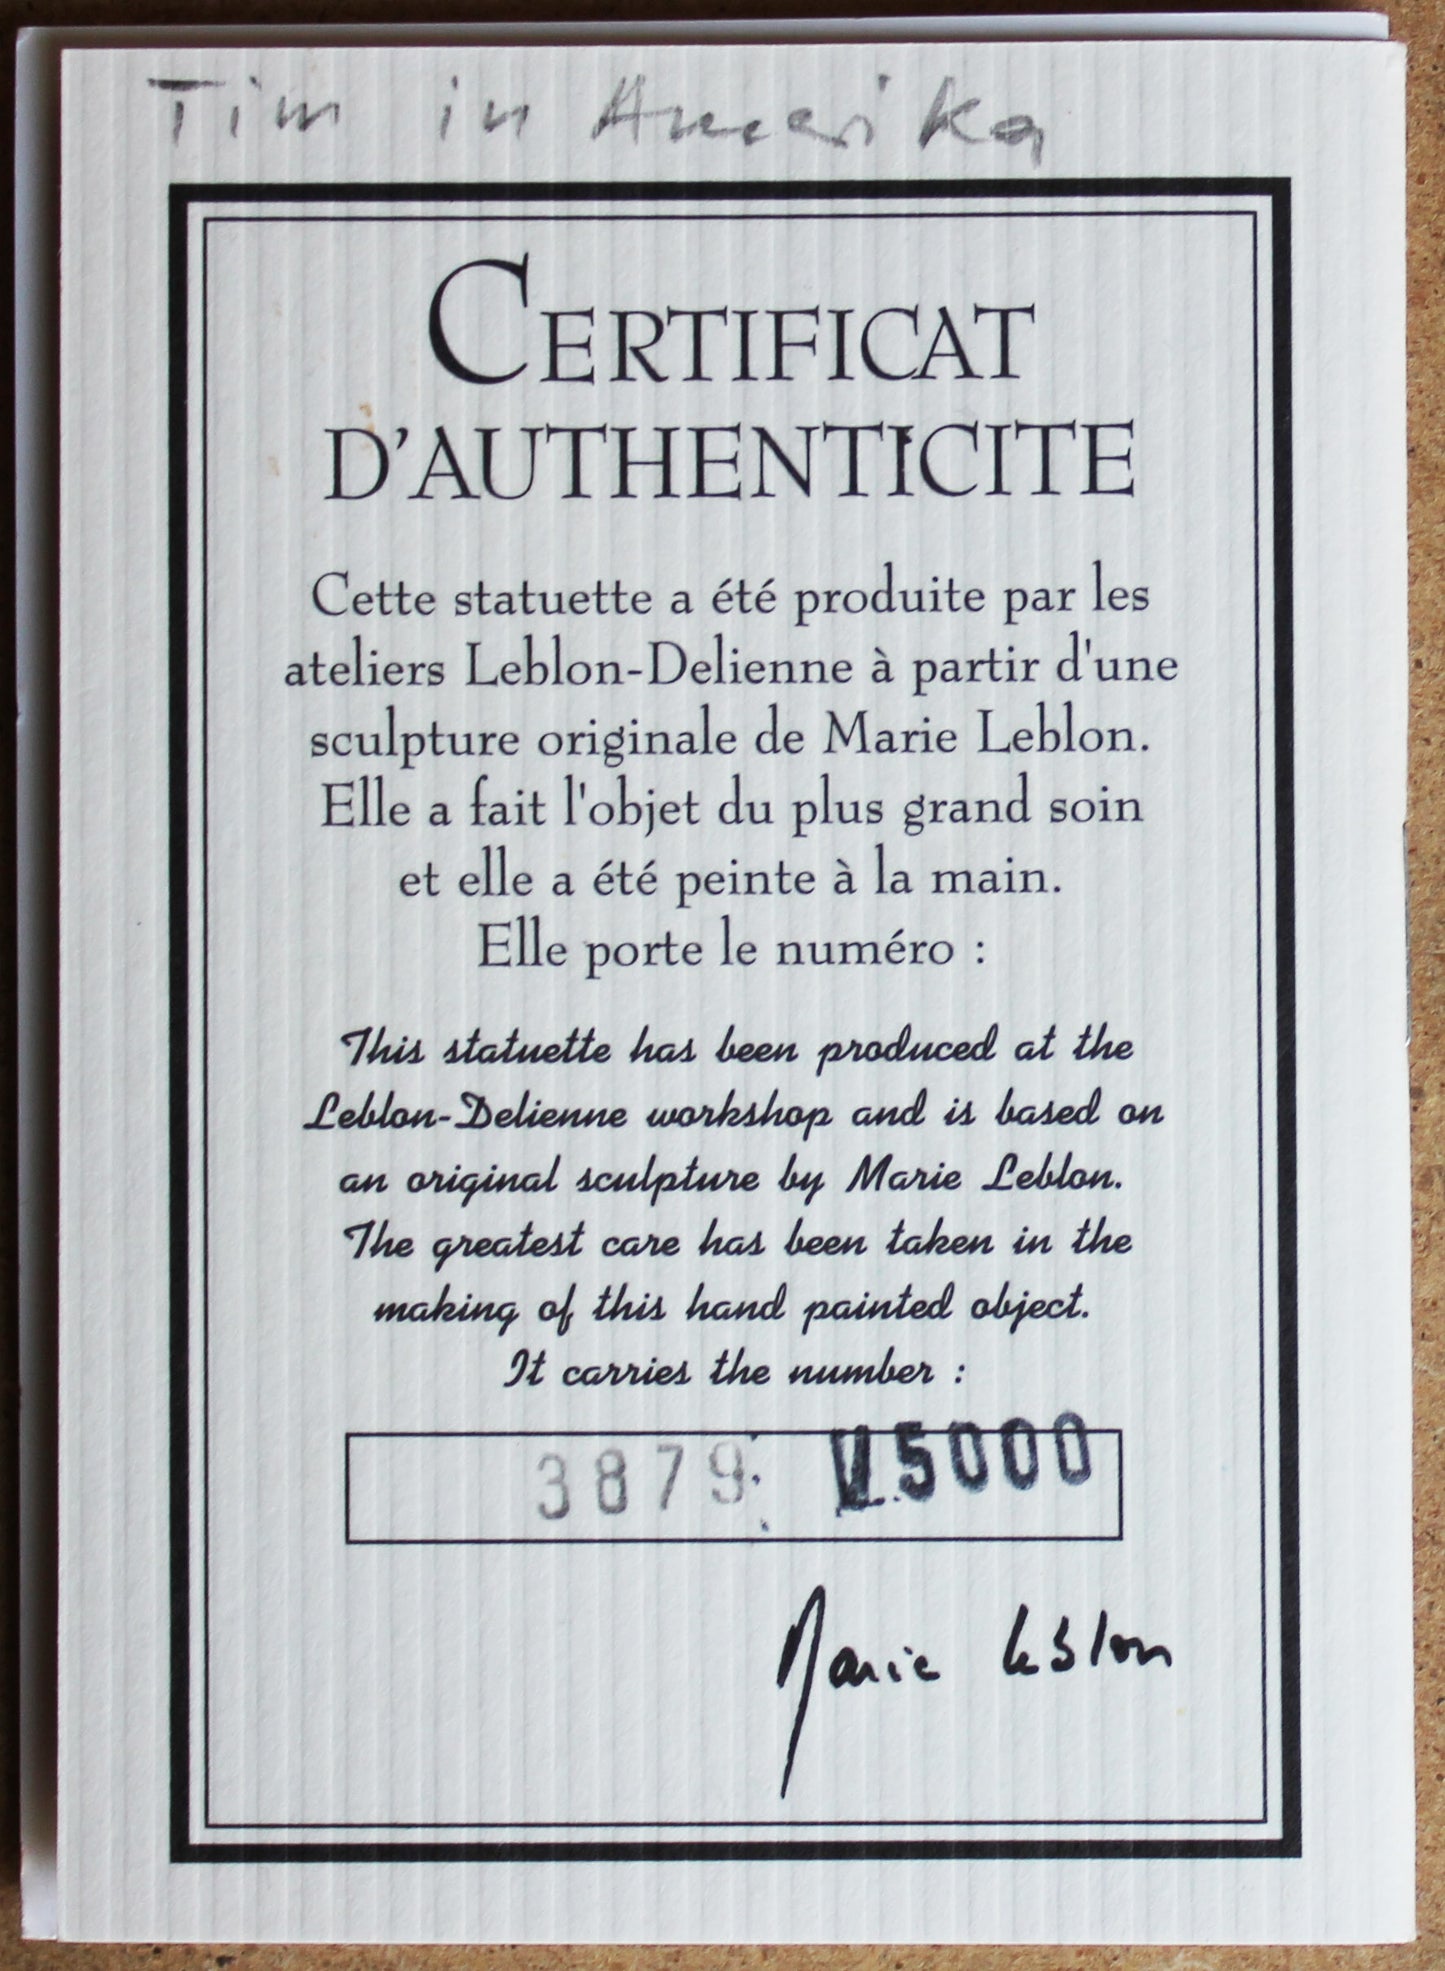 Tim in Amerika
CERTIFICAT
D'AUTHENTICITE
Cette statuette a été produite par les
ateliers Leblon-Delienne à partir d'une
sculpture originale de Marie Leblon.
Elle a fait l'objet du plus grand soin
et elle a été peinte à la main.
Elle porte le numéro :
This statuette has been produced at the
Leblon-Delienne workshop and is based on
an original sculpture by Marie Leblon.
The greatest care has been taken in the
making of this hand painted object.
It carries the number :
3879 5000
Marie Leblon